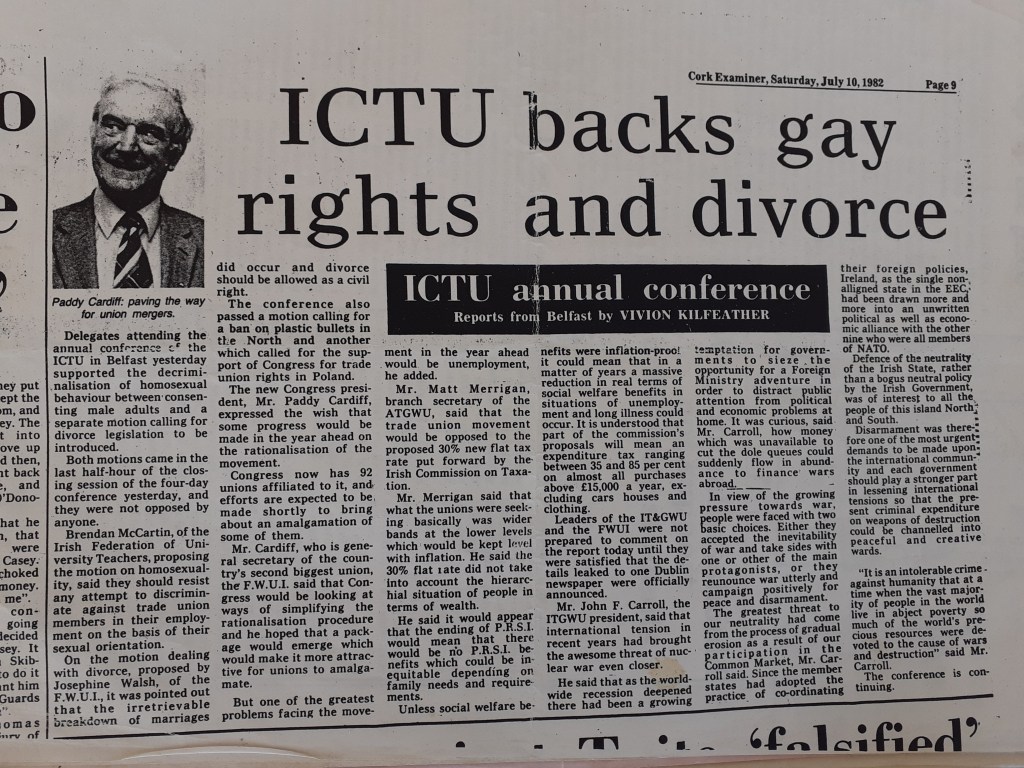 Cork Examiner, Saturday, July 10, 1982 Page 9
ICTU backs gay
rights and divorce
Paddy Cardiff: paving the way
for union mergers.
Delegates attending the
annual conference of the
ICTU in Belfast yesterday
supported the decrimi-
nalisation of homosexual
behaviour between consen-
ting male adults and a
separate motion calling for
divorce legislation to be
introduced.
Both motions came in the
last half-hour of the clos-
ing session of the four-day
conference yesterday, and
they were not opposed by
anyone.
Brendan McCartin, of the
Irish Federation of Uni-
versity Teachers, proposing
the motion on homosexual-
ity, said they should resist
any attempt to discrimin-
ate against trade union
members in their employ-
ment on the basis of their
sexual orientation.
On the motion dealing
with divorce, proposed by
Josephine Walsh, of the
F.W.U.I., it was pointed out
that the irretrievable
breakdown of marriages
did occur and divorce
should be allowed as a civil
right.
The conference also
passed a motion calling for
a ban on plastic bullets in
the North and another
which called for the sup-
port of Congress for trade
union rights in Poland.
The new Congress presi-
dent, Mr. Paddy Cardiff,
expressed the wish that
some progress would be
made in the year ahead on
the rationalisation of the
movement.
Congress now has 92
unions affiliated to it, and
efforts are expected to be
made shortly to bring
about an amalgamation of
some of them.
Mr. Cardiff, who is gene-
ral secretary of the coun-
try's second biggest union,
the F.W.U.I. said that Con-
gress would be looking at
ways of simplifying the
rationalisation procedure
and he hoped that a pack-
age would emerge which
would make it more attrac-
tive for unions to amalga-
mate.
But one of the greatest
problems facing the move-
ICTU annual conference
Reports from Belfast by VIVION KILFEATHER
ment in the year ahead
would be unemployment,
he added.
Mr. Matt Merrigan,
branch secretary of the
ATGWU, said that the
trade union movement
would be opposed to the
proposed 30% new flat tax
rate put forward by the
Irish Commission on Taxa-
tion.
Mr. Merrigan said that
what the unions were seek-
ing basically was wider
bands at the lower levels
which would be kept level
with inflation. He said the
30% flat rate did not take
into account the hierarc-
hial situation of people in
terms of wealth.
He said it would appear
that the ending of P.R.S.I.
would mean that there
would be no P.R.S.I. be-
nefits which could be in-
equitable depending on
family needs and require-
ments.
Unless social welfare be-
nefits were inflation-proof
it could mean that in a
matter of years a massive
reduction in real terms of
social welfare benefits in
situations of unemploy-
ment and long illness could
occur. It is understood that
part of the commission's
proposals will mean an
expenditure tax ranging
between 35 and 85 per cent
on almost all purchases
above £15,000 a year, ex-
cluding cars houses and
clothing.
Leaders of the IT&GWU
and the FWUI were not
prepared to comment on
the report today until they
were satisfied that the de-
tails leaked to one Dublin
newspaper were officially
announced.
Mr. John F. Carroll, the
ITGWU president, said that
international tension in
recent years had brought
the awesome threat of nuc-
lear war even closer.
He said that as the world-
wide recession deepened
there had been a growing
temptation for govern-
ments to sieze the
opportunity for a Foreign
Ministry adventure in
order to distract public
attention from political
and economic problems at
home. It was curious, said
Mr. Carroll, how money
which was unavailable to
cut the dole queues could
suddenly flow in abund-
ance to finance wars
abroad.
In view of the growing
pressure towards war,
people were faced with two
basic choices. Either they
accepted the inevitability
of war and take sides with
one or other of the main
protagonists, or they
reunounce war utterly and
campaign positively for
peace and disarmement.
The greatest threat to
our neutrality had come
from the process of gradual
erosion as a result of our
participation in the
Common Market, Mr. Car-
roll said. Since the member
states had adopted the
practice of co-ordinating
their foreign policies,
Ireland, as the single non-
alligned state in the EEC,
had been drawn more and
more into an unwritten
political as well as econo-
mic alliance with the other
nine who were all members
of NATO.
Defence of the neutrality
of the Irish State, rather
than a bogus neutral policy
by the Irish Government,
was of interest to all the
people of this island North
and South.
Disarmament was there-
fore one of the most urgent
demands to be made upon
the international commun-
ity and each government
should play a stronger part
in lessening international
tensions so that the pre-
sent criminal expenditure
on weapons of destruction
could be channelled into
peaceful and creative
wards.
"It is an intolerable crime
against humanity that at a
time when the vast major-
ity of people in the world
live in abject poverty so
much of the world's pre-
cious resources were de-
voted to the cause of wars
and destruction" said Mr.
Carroll.
The conference is con-
tinuing.
put
the
and
The
into
up
then,
back
and
that
were
Casey.
choked
money.
me".
con-
going
decided
It
Skib-
to do it
him
Guards
of
'falsified'